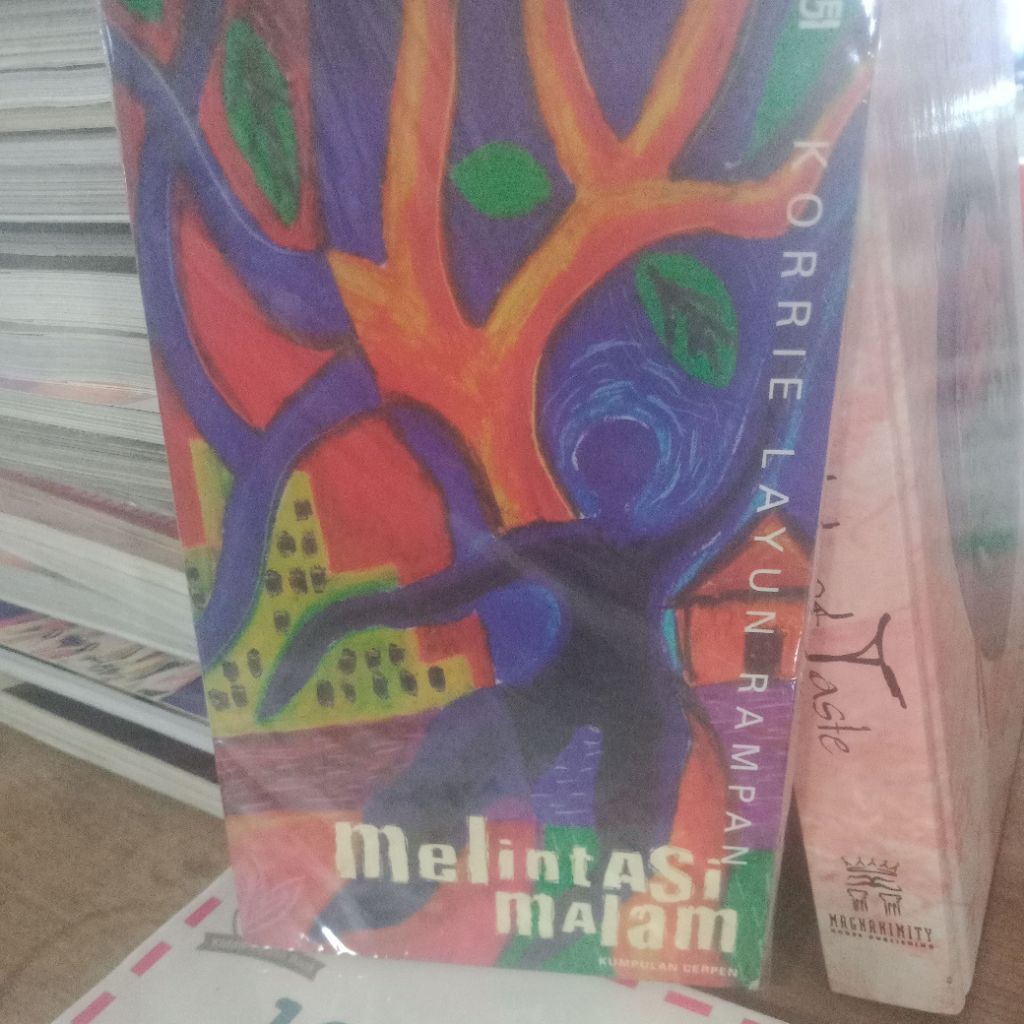 KORRIE LAYUN RAMPAN
melintAsi
mAlam
KUMPULAN CERPEN
Taste
MAGNANIMITY